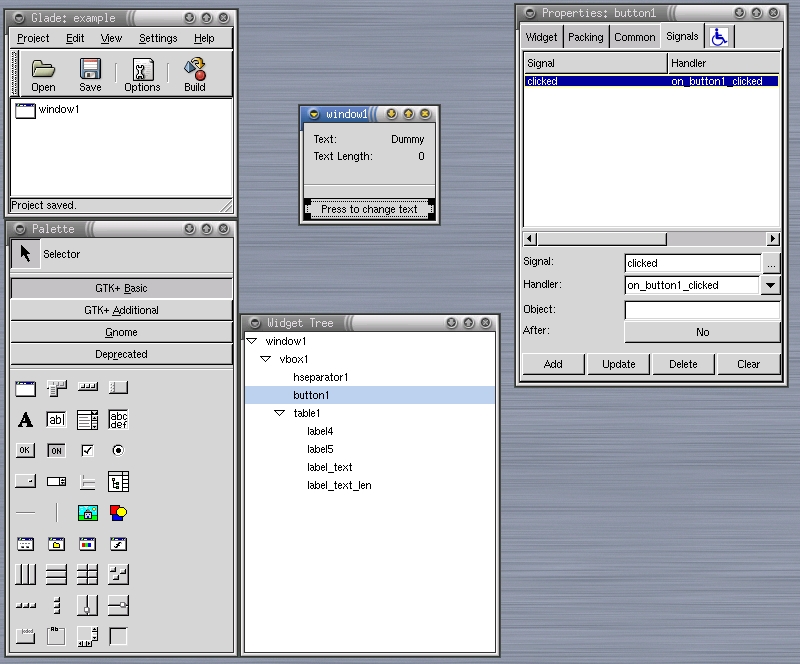 Glade: example
Project Edit View Settings Help
Open Save Options Build
window1
Project saved.
Palette
Selector
GTK+ Basic
GTK+ Additional
Gnome
Deprecated
A ab| abc def
OK ON
Ab
window1
Text: Dummy
Text Length: 0
Press to change text
Widget Tree
window1
vbox1
hseparator1
button1
table1
label4
label5
label_text
label_text_len
Properties: button1
Widget Packing Common Signals
Signal Handler
clicked on_button1_clicked
Signal: clicked ...
Handler: on_button1_clicked
Object:
After: No
Add Update Delete Clear